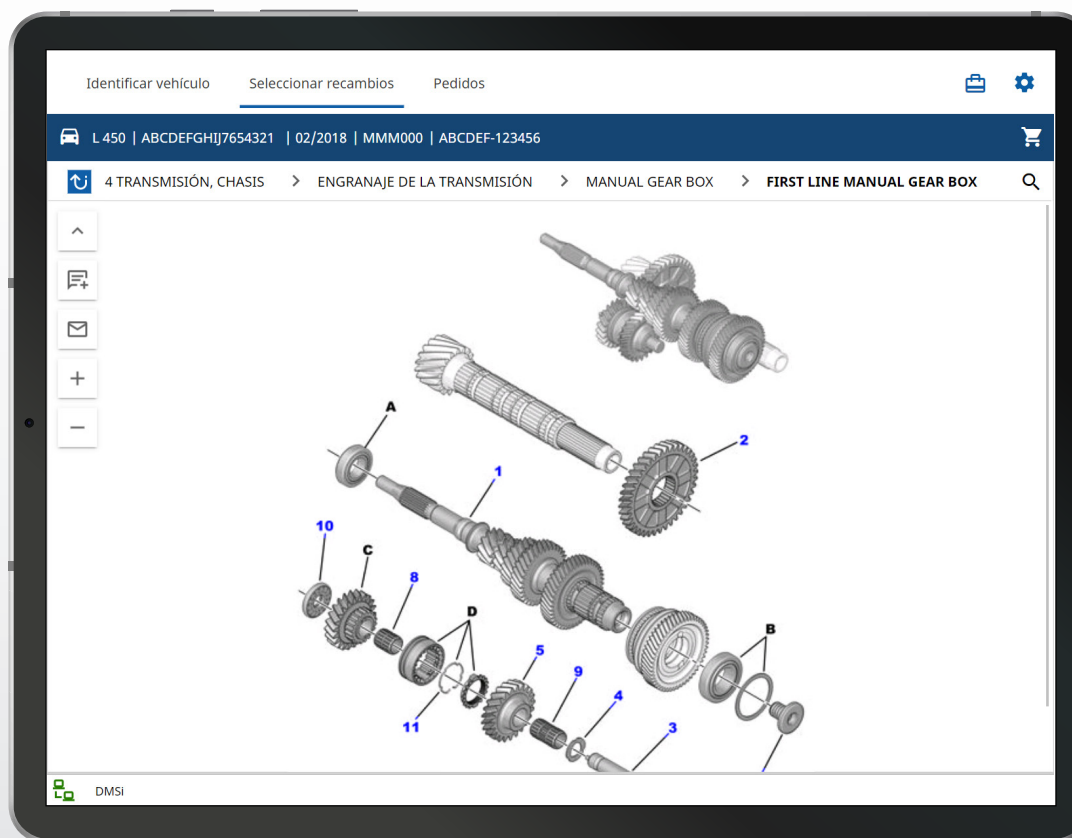 Identificar vehículo Seleccionar recambios Pedidos
L 450 | ABCDEFGHIJ7654321 | 02/2018 | MMM000 | ABCDEF-123456
4 TRANSMISIÓN, CHASIS > ENGRANAJE DE LA TRANSMISIÓN > MANUAL GEAR BOX > FIRST LINE MANUAL GEAR BOX
A
2
1
10
C
8
D
B
5
9
4
11
3
DMSi